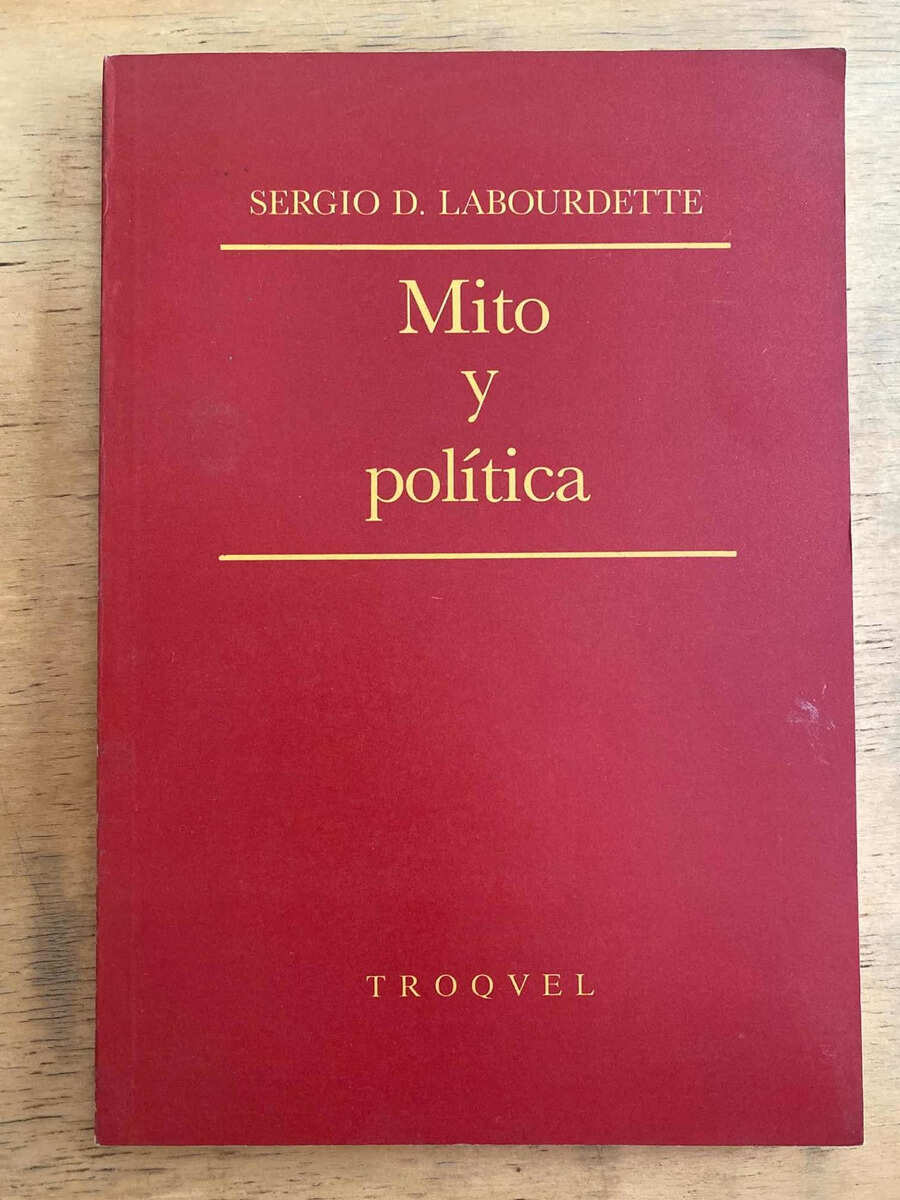 SERGIO D. LABOURDETTE
Mito
y
política
TROQVEL